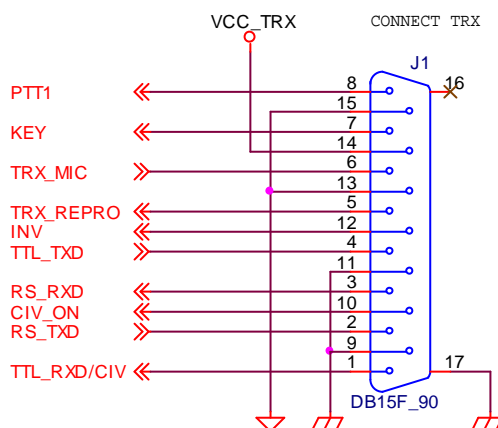 VCC_TRX CONNECT TRX
J1
PTT1 8 16
15
KEY 7
14
TRX_MIC 6
13
TRX_REPRO 5
INV 12
TTL_TXD 4
11
RS_RXD 3
CIV_ON 10
RS_TXD 2
9
TTL_RXD/CIV 1 17
DB15F_90